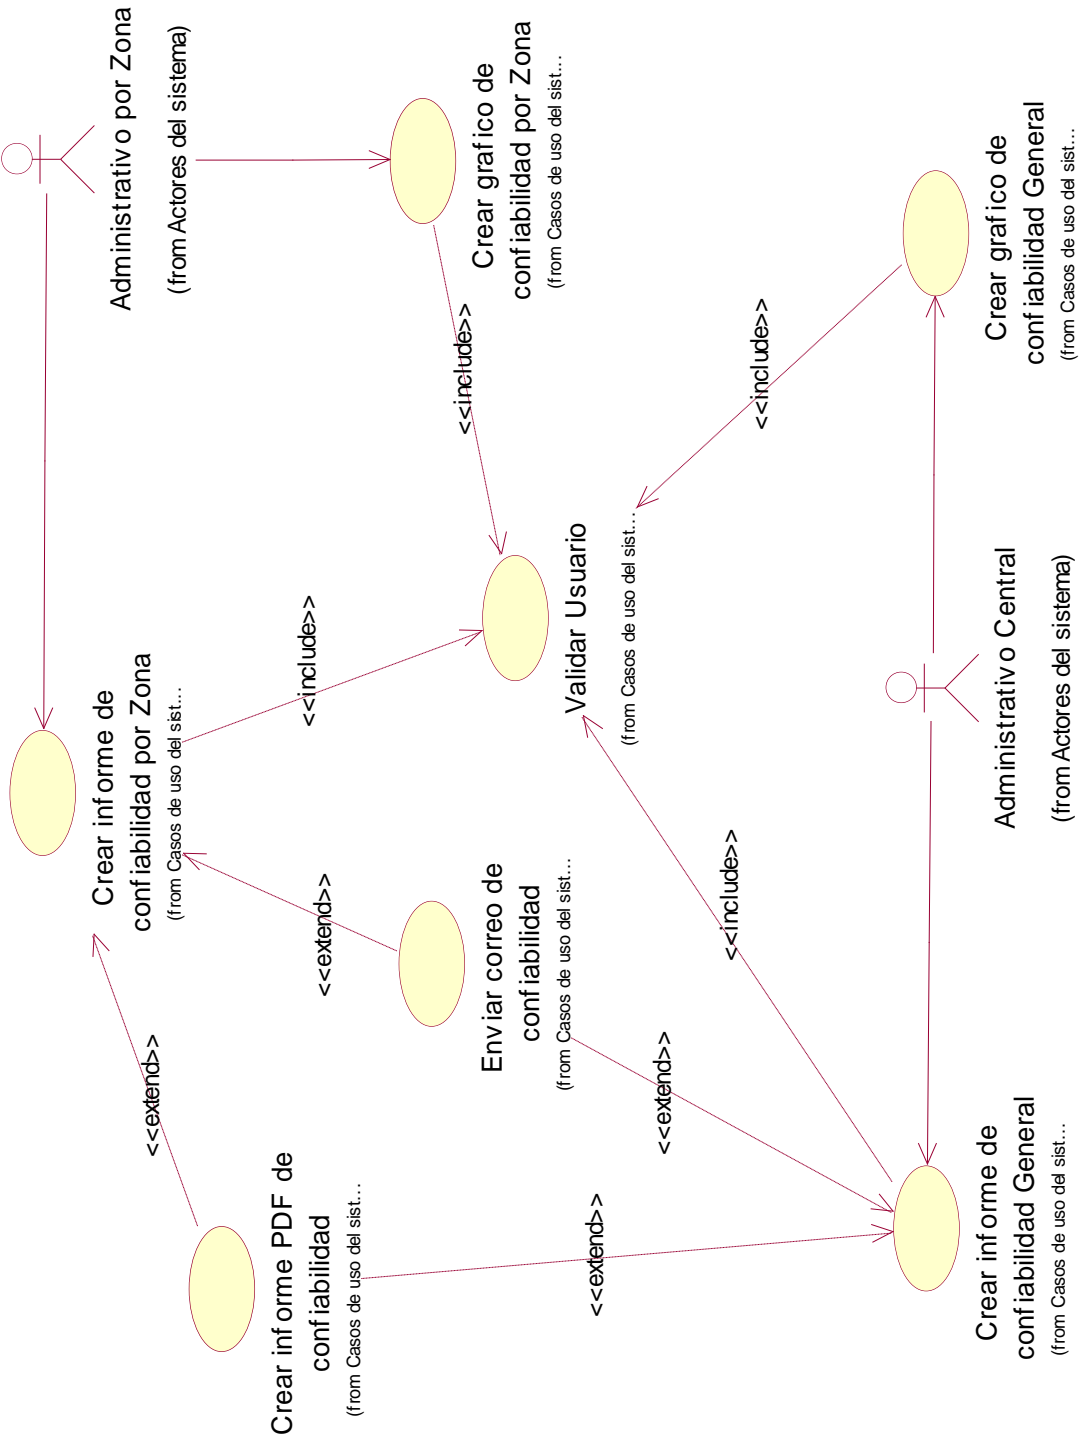 Crear informe de
confiabilidad por Zona
(from Casos de uso del sist...
Administrativo por Zona
(from Actores del sistema)
<<extend>>
Crear informe PDF de
confiabilidad
(from Casos de uso del sist...
<<include>>
<<extend>>
<<include>>
Enviar correo de
confiabilidad
(from Casos de uso del sist...
Crear grafico de
confiabilidad por Zona
(from Casos de uso del sist...
Validar Usuario
(from Casos de uso del sist...
<<extend>>
<<extend>>
<<include>>
<<include>>
Crear informe de
confiabilidad General
(from Casos de uso del sist...
Administrativo Central
(from Actores del sistema)
Crear grafico de
confiabilidad General
(from Casos de uso del sist...